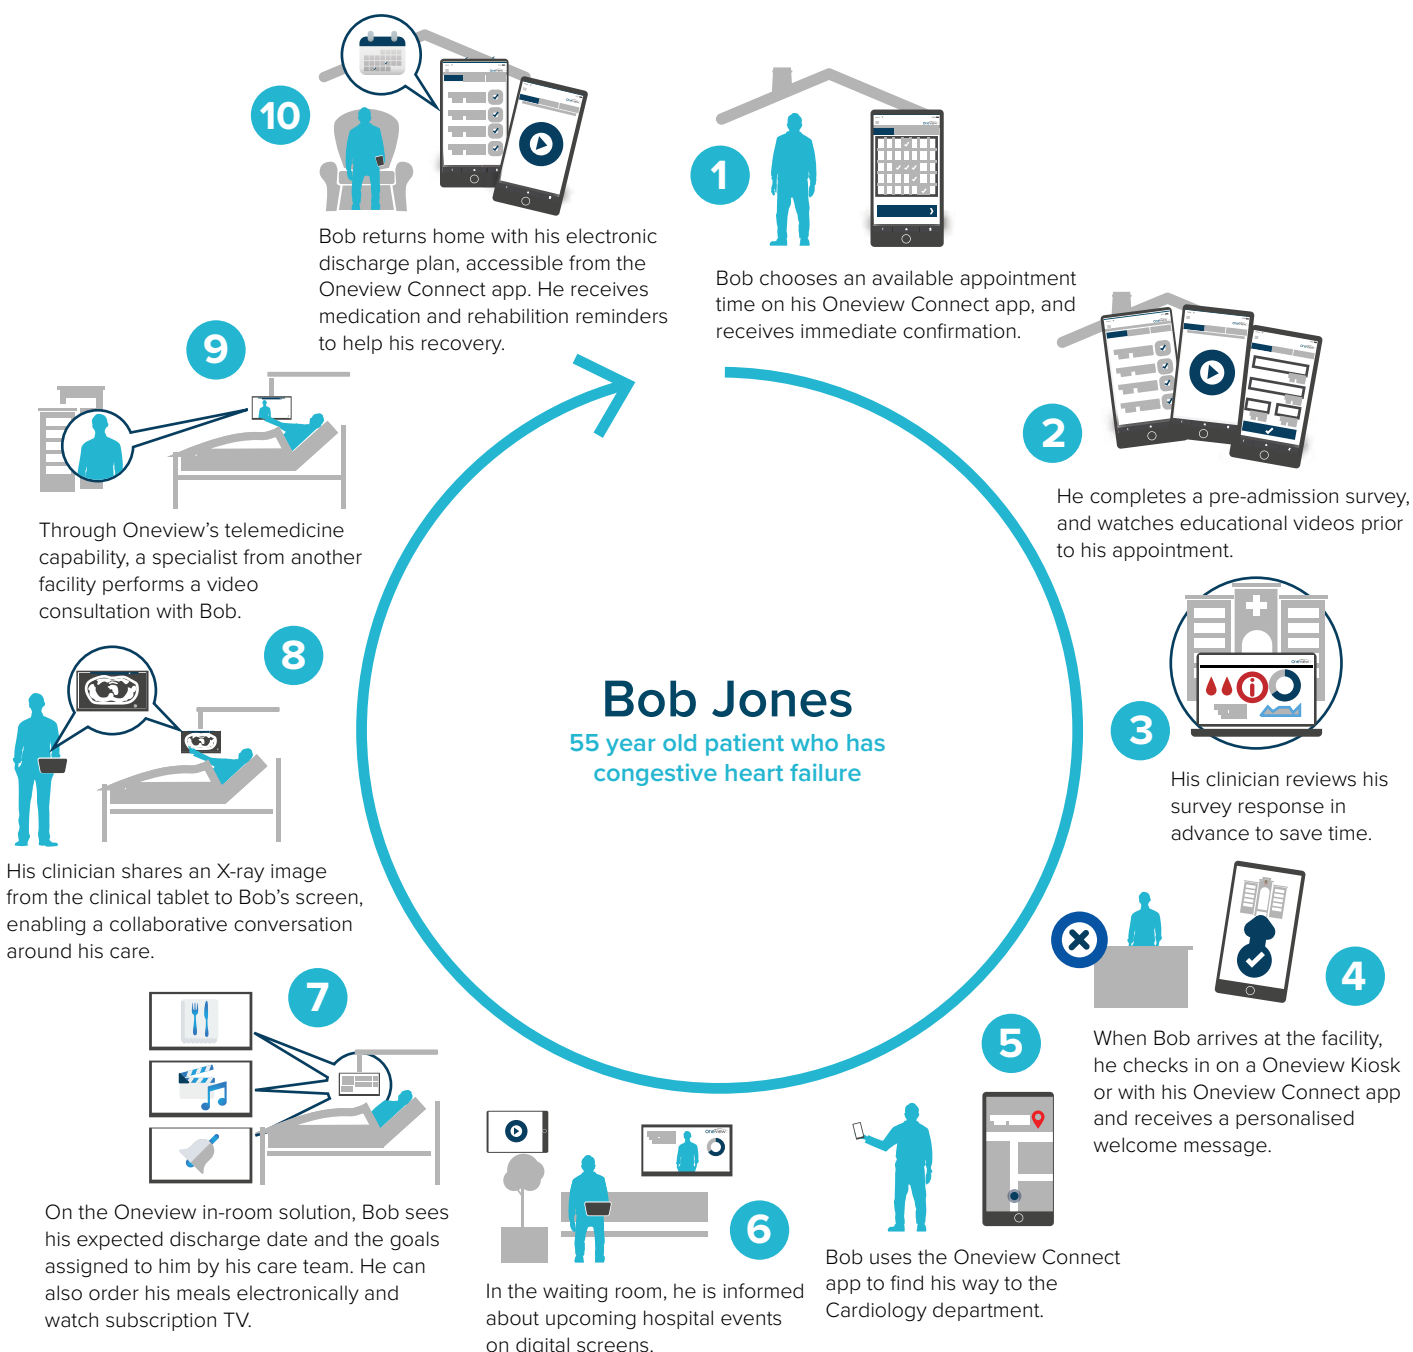 Bob Jones
55 year old patient who has
congestive heart failure
1
Bob chooses an available appointment
time on his Oneview Connect app, and
receives immediate confirmation.
2
He completes a pre-admission survey,
and watches educational videos prior
to his appointment.
3
Oneview
His clinician reviews his
survey response in
advance to save time.
4
When Bob arrives at the facility,
he checks in on a Oneview Kiosk
or with his Oneview Connect app
and receives a personalised
welcome message.
5
Bob uses the Oneview Connect
app to find his way to the
Cardiology department.
6
Oneview
In the waiting room, he is informed
about upcoming hospital events
on digital screens.
7
On the Oneview in-room solution, Bob sees
his expected discharge date and the goals
assigned to him by his care team. He can
also order his meals electronically and
watch subscription TV.
8
His clinician shares an X-ray image
from the clinical tablet to Bob's screen,
enabling a collaborative conversation
around his care.
9
Through Oneview's telemedicine
capability, a specialist from another
facility performs a video
consultation with Bob.
10
Bob returns home with his electronic
discharge plan, accessible from the
Oneview Connect app. He receives
medication and rehabilition reminders
to help his recovery.